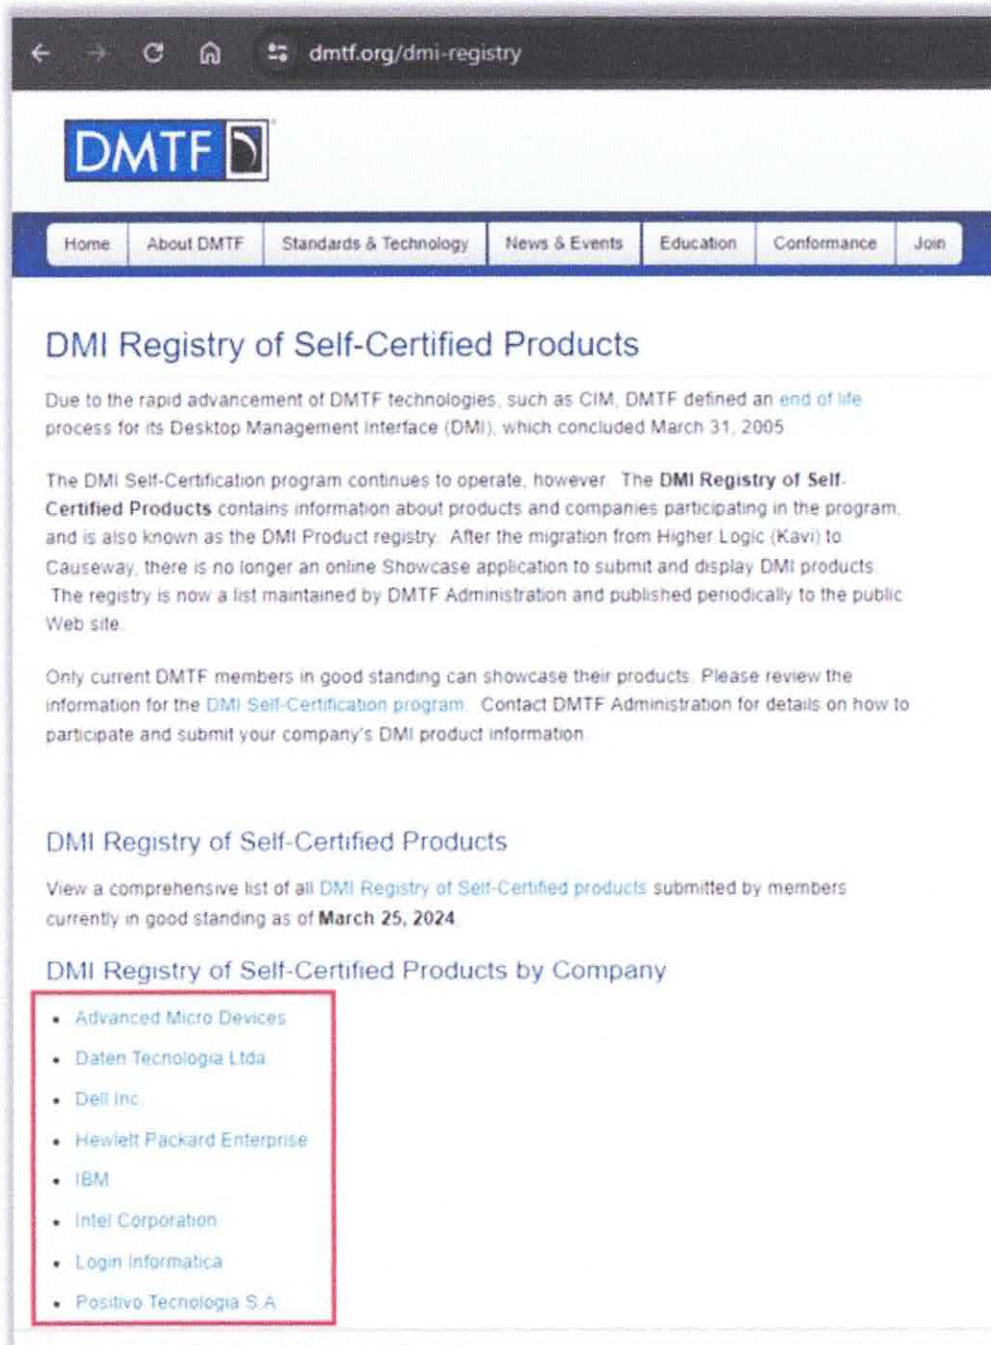 dmtf.org/dmi-registry
DMTF
Home About DMTF Standards & Technology News & Events Education Conformance Join
DMI Registry of Self-Certified Products
Due to the rapid advancement of DMTF technologies, such as CIM, DMTF defined an end of life
process for its Desktop Management Interface (DMI), which concluded March 31, 2005
The DMI Self-Certification program continues to operate, however. The DMI Registry of Self-
Certified Products contains information about products and companies participating in the program,
and is also known as the DMI Product registry. After the migration from Higher Logic (Kavi) to
Causeway, there is no longer an online Showcase application to submit and display DMI products.
The registry is now a list maintained by DMTF Administration and published periodically to the public
Web site.
Only current DMTF members in good standing can showcase their products. Please review the
information for the DMI Self-Certification program. Contact DMTF Administration for details on how to
participate and submit your company's DMI product information
DMI Registry of Self-Certified Products
View a comprehensive list of all DMI Registry of Self-Certified products submitted by members
currently in good standing as of March 25, 2024
DMI Registry of Self-Certified Products by Company
• Advanced Micro Devices
• Daten Tecnologia Ltda
• Dell Inc.
• Hewlett Packard Enterprise
• IBM
• Intel Corporation
• Login Informatica
• Positivo Tecnologia S.A